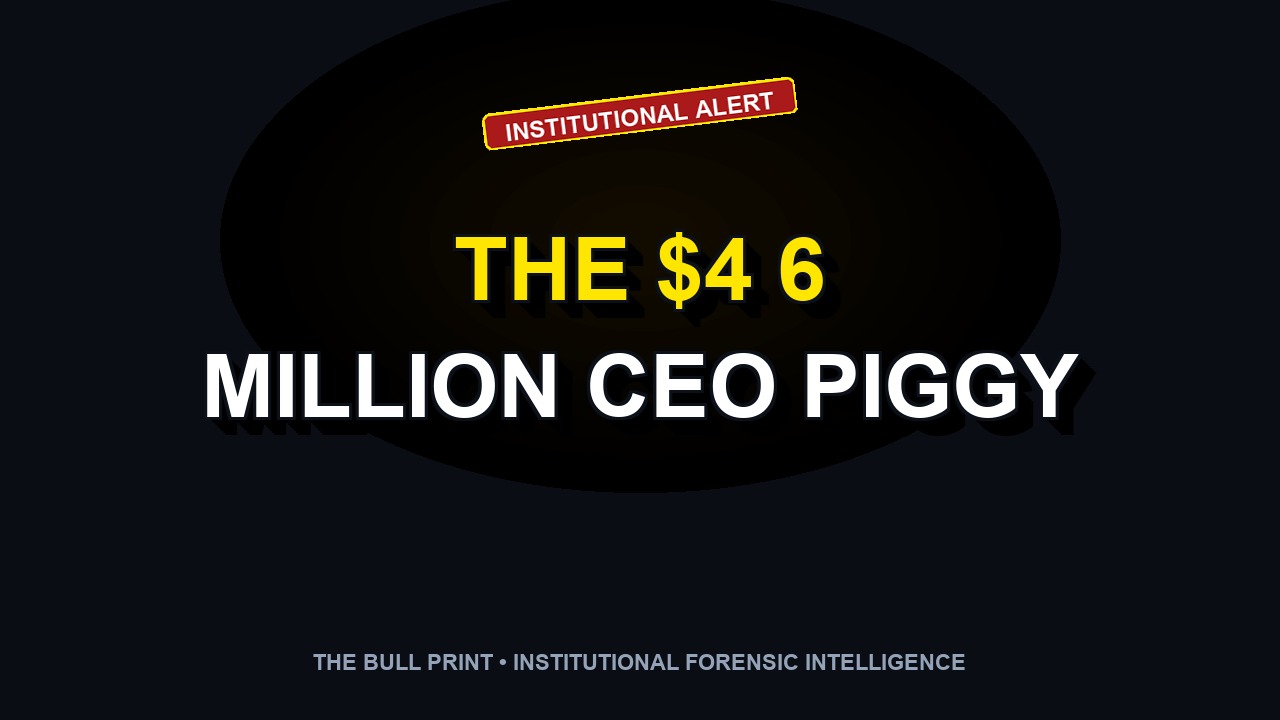 INSTITUTIONAL ALERT
THE $4 6
MILLION CEO PIGGY
THE BULL PRINT • INSTITUTIONAL FORENSIC INTELLIGENCE